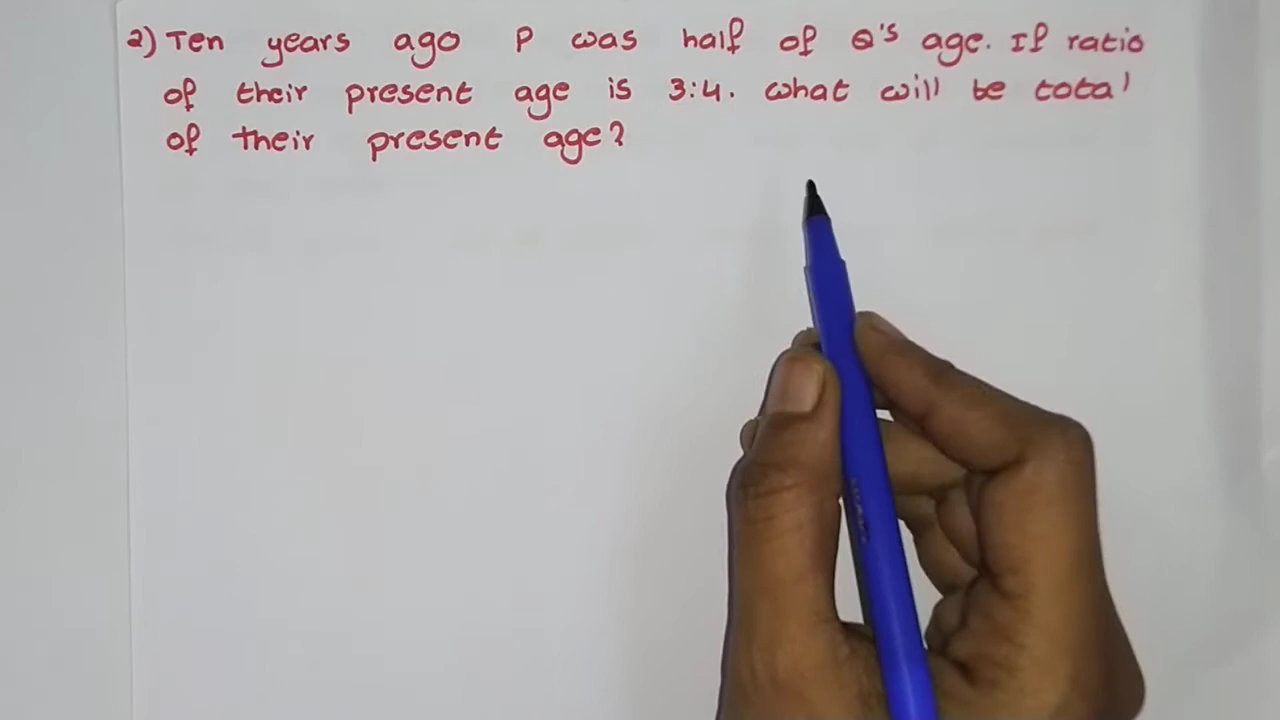 2) Ten years ago P was half of Q's age. If ratio
of their present age is 3:4. what will be total
of their present age?